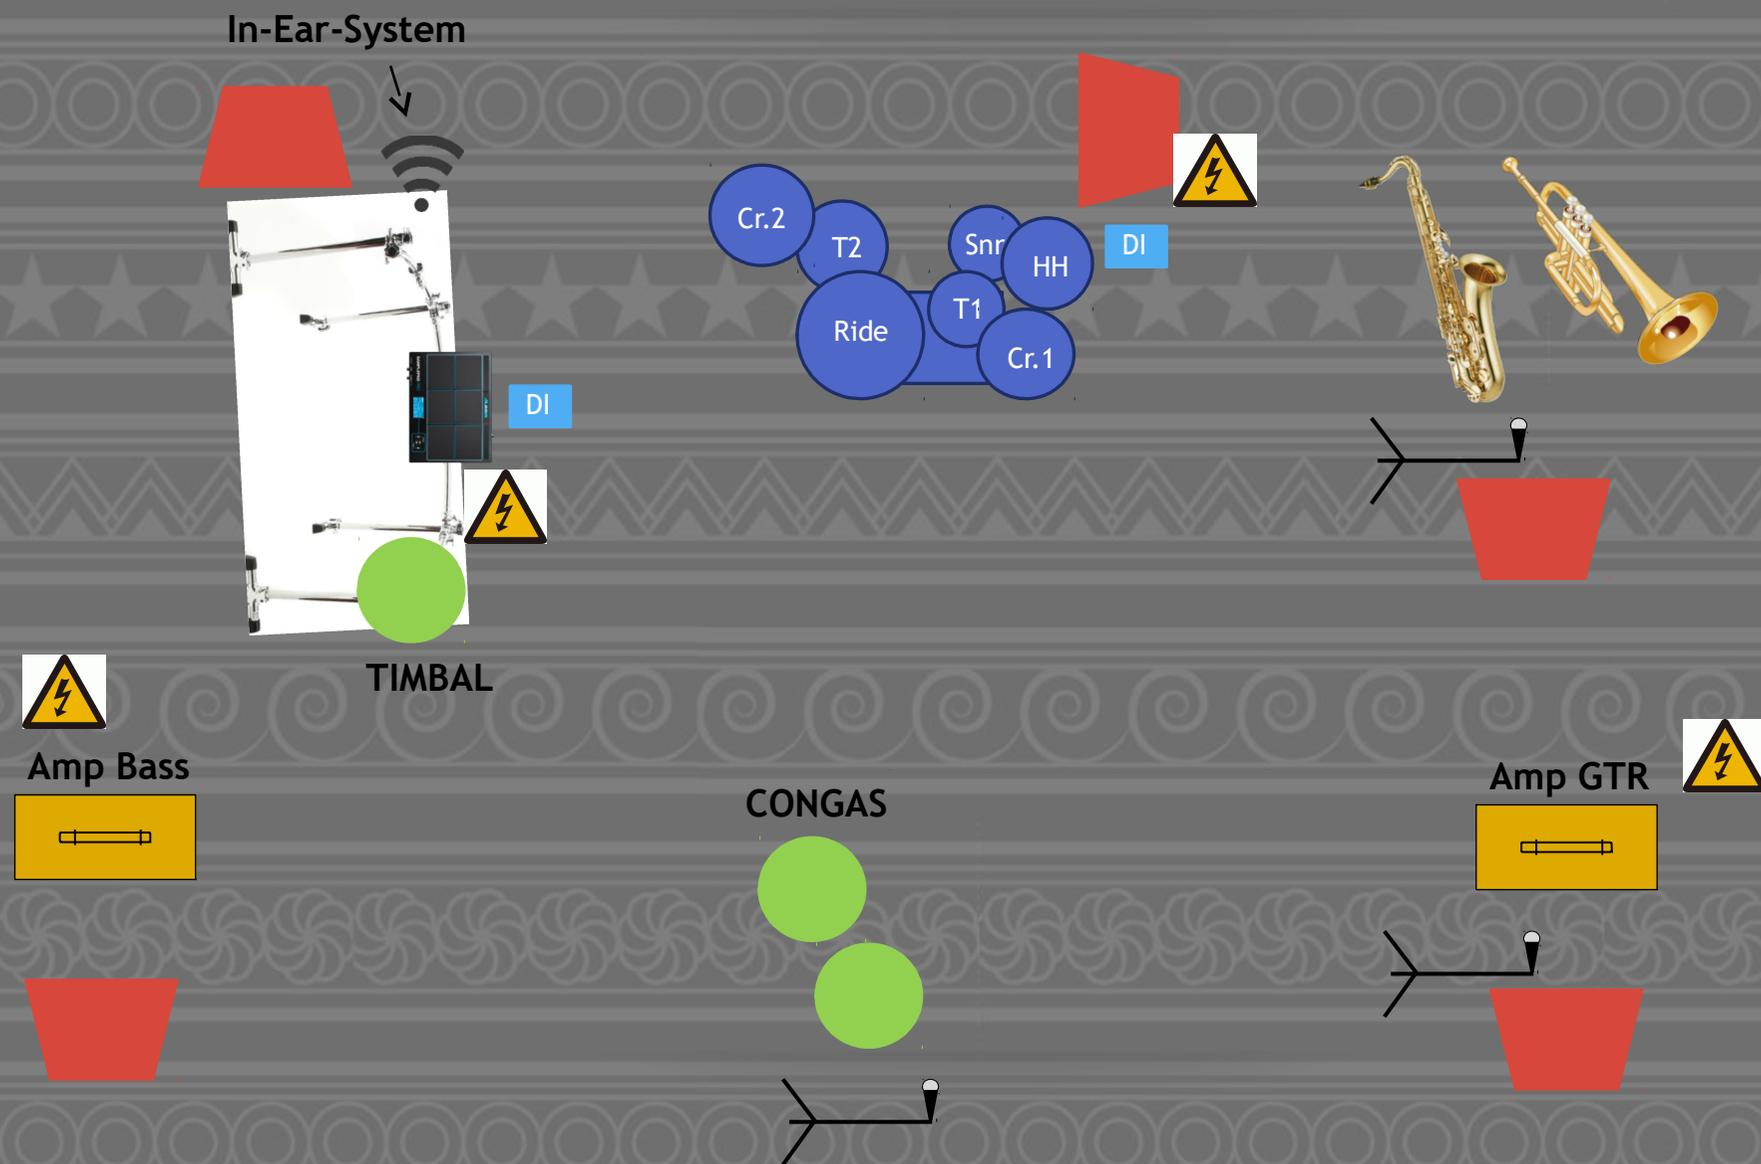 In-Ear-System
Cr.2
T2
Snr
HH
DI
T1
Ride
Cr.1
DI
TIMBAL
Amp Bass
Amp GTR
CONGAS